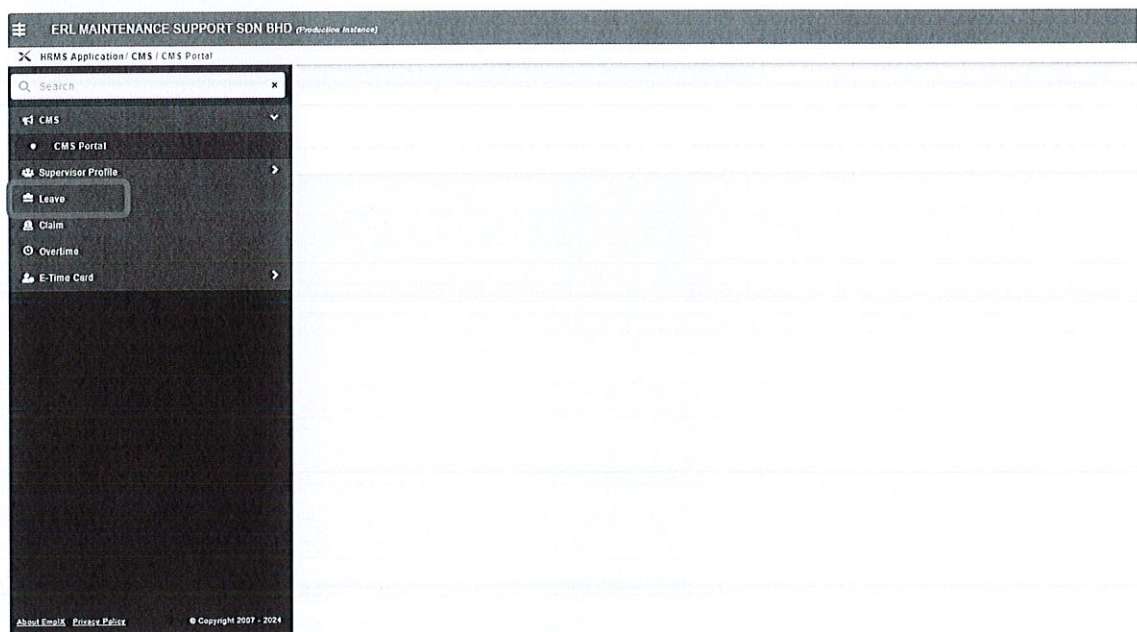 ERL MAINTENANCE SUPPORT SDN BHD (Production Instance)
HRMS Application / CMS / CMS Portal
Search ×
CMS
CMS Portal
Supervisor Profile
Leave
Claim
Overtime
E-Time Card
About EmplX Privacy Policy © Copyright 2007 - 2024